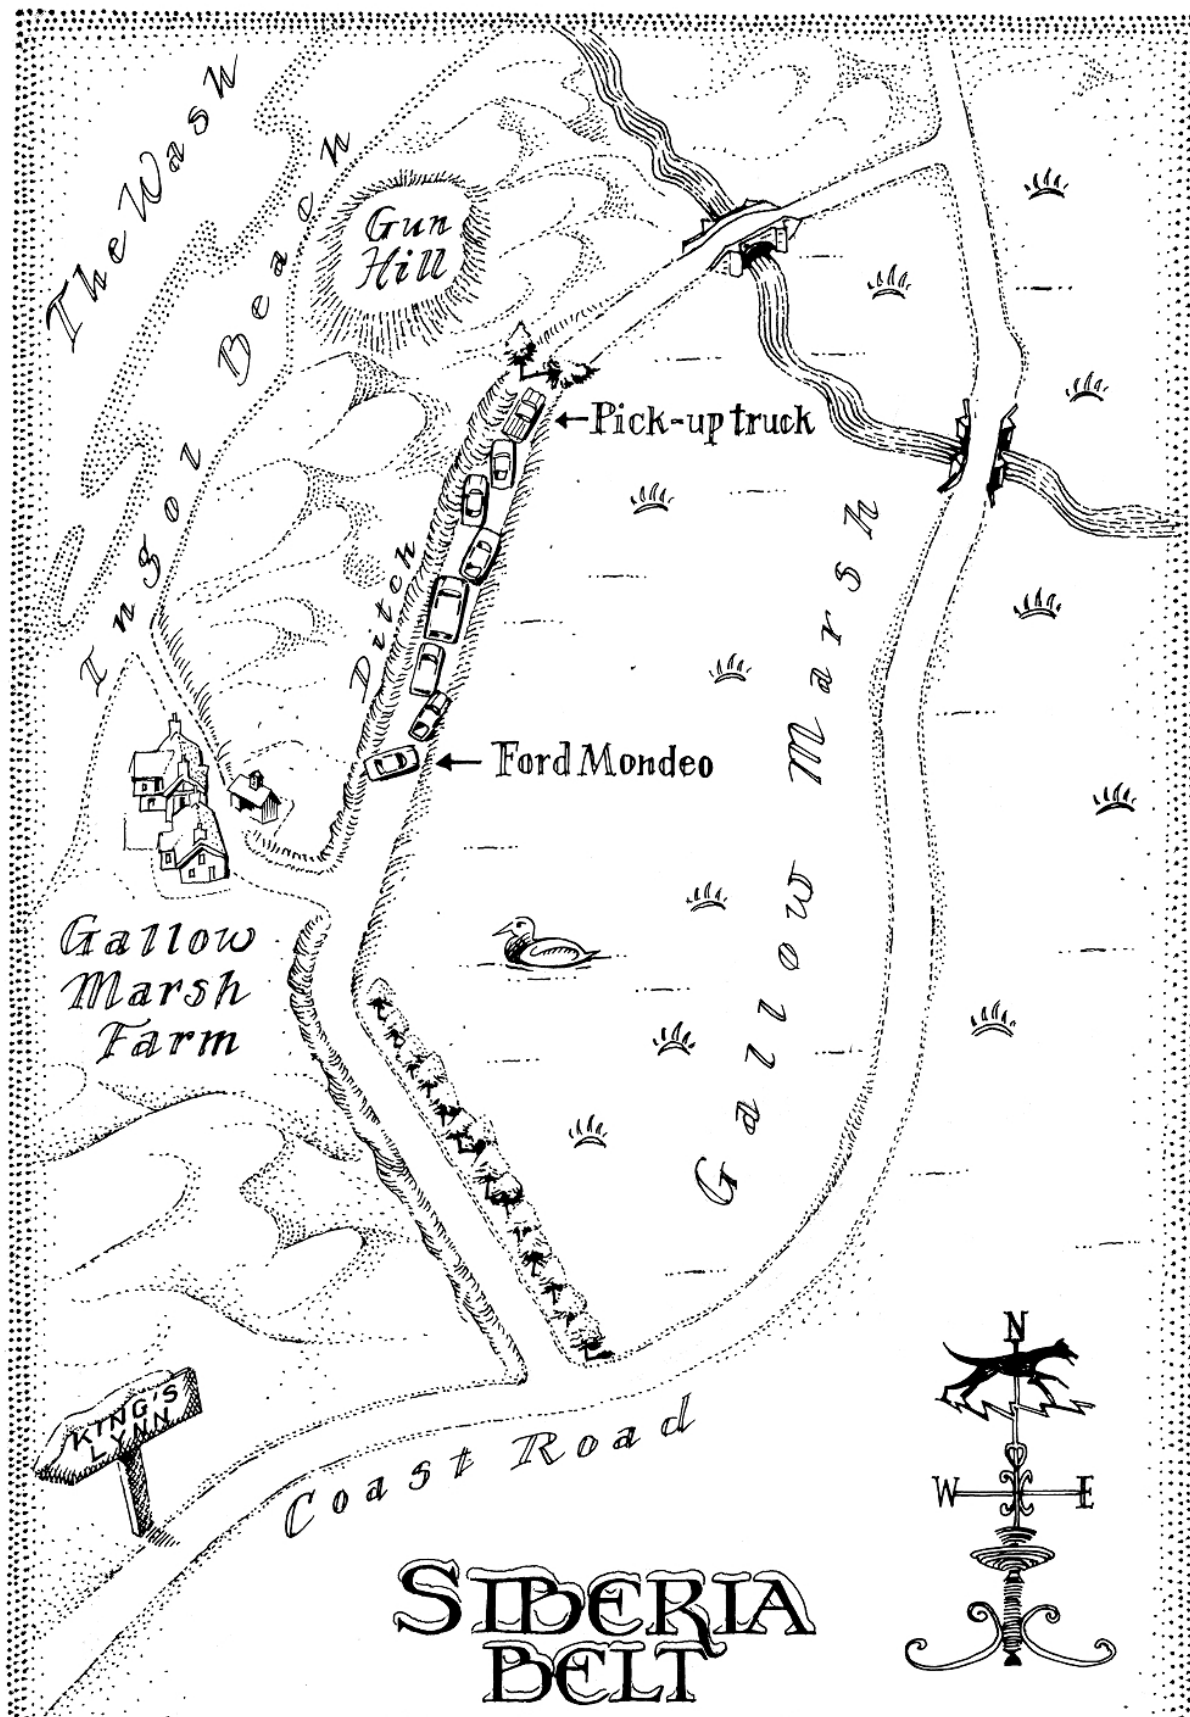 The Wash
Ingol Beach
Gun
Hill
Pick-up truck
Ditch
Ford Mondeo
Gallow Marsh
Gallow
Marsh
Farm
KING'S
LYNN
Coast Road
N
W E
SIBERIA
BELT